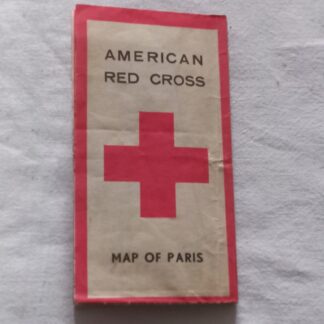 AMERICAN
RED CROSS
MAP OF PARIS